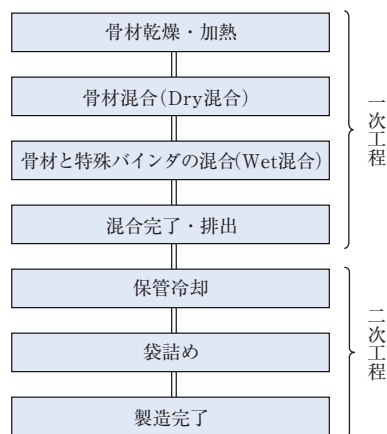 骨材乾燥・加熱
骨材混合(Dry混合)
骨材と特殊バインダの混合(Wet混合)
混合完了・排出
一次工程
保管冷却
袋詰め
製造完了
二次工程